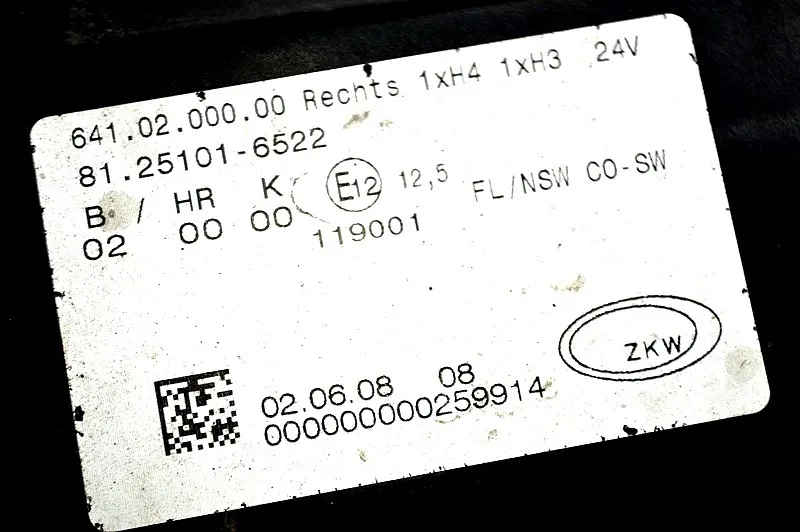 641.02.000.00 Rechts 1xH4 1xH3 24V
81.25101-6522
B / HR K E12 12,5 FL/NSW CO-SW
02 00 00 119001
ZKW
02.06.08 08
000000000259914